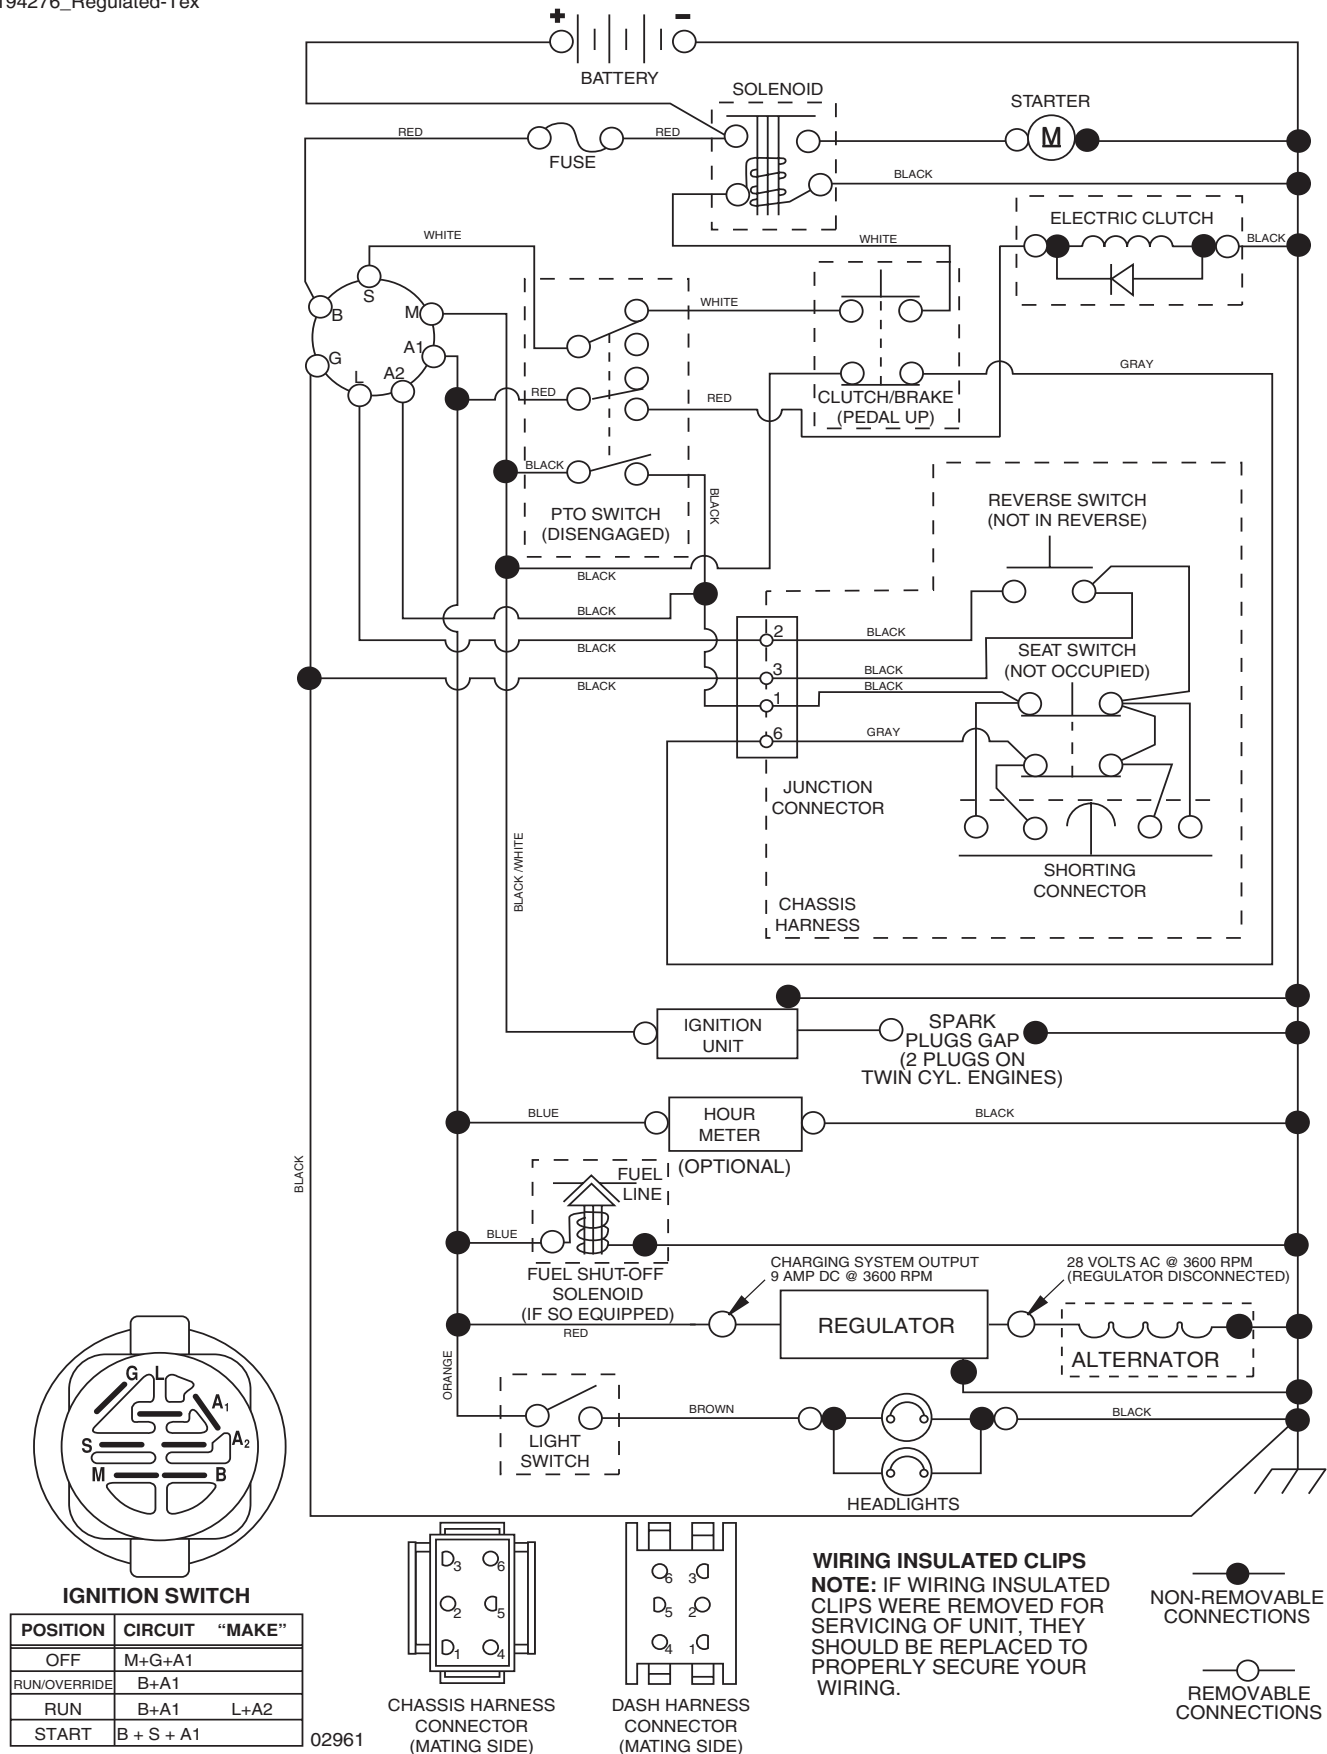 194276_Regulated-Tex
+
-
BATTERY
SOLENOID
STARTER
RED
FUSE
RED
M
BLACK
ELECTRIC CLUTCH
BLACK
WHITE
WHITE
S
B
M
A1
G
L
A2
WHITE
RED
RED
GRAY
CLUTCH/BRAKE
(PEDAL UP)
BLACK
BLACK
PTO SWITCH
(DISENGAGED)
REVERSE SWITCH
(NOT IN REVERSE)
BLACK
BLACK
BLACK
BLACK
2
BLACK
3
BLACK
1
BLACK
6
GRAY
SEAT SWITCH
(NOT OCCUPIED)
JUNCTION
CONNECTOR
SHORTING
CONNECTOR
CHASSIS
HARNESS
BLACK /WHITE
IGNITION
UNIT
SPARK
PLUGS GAP
(2 PLUGS ON
TWIN CYL. ENGINES)
BLUE
HOUR
METER
(OPTIONAL)
BLACK
BLACK
FUEL
LINE
BLUE
FUEL SHUT-OFF
SOLENOID
(IF SO EQUIPPED)
RED
CHARGING SYSTEM OUTPUT
9 AMP DC @ 3600 RPM
28 VOLTS AC @ 3600 RPM
(REGULATOR DISCONNECTED)
REGULATOR
ALTERNATOR
ORANGE
LIGHT
SWITCH
BROWN
BLACK
HEADLIGHTS
G
L
A1
A2
S
M
B
IGNITION SWITCH
POSITION CIRCUIT "MAKE"
OFF M+G+A1
RUN/OVERRIDE B+A1
RUN B+A1 L+A2
START B + S + A1
02961
3 6
2 5
1 4
CHASSIS HARNESS
CONNECTOR
(MATING SIDE)
6 3
5 2
4 1
DASH HARNESS
CONNECTOR
(MATING SIDE)
WIRING INSULATED CLIPS
NOTE: IF WIRING INSULATED
CLIPS WERE REMOVED FOR
SERVICING OF UNIT, THEY
SHOULD BE REPLACED TO
PROPERLY SECURE YOUR
WIRING.
NON-REMOVABLE
CONNECTIONS
REMOVABLE
CONNECTIONS